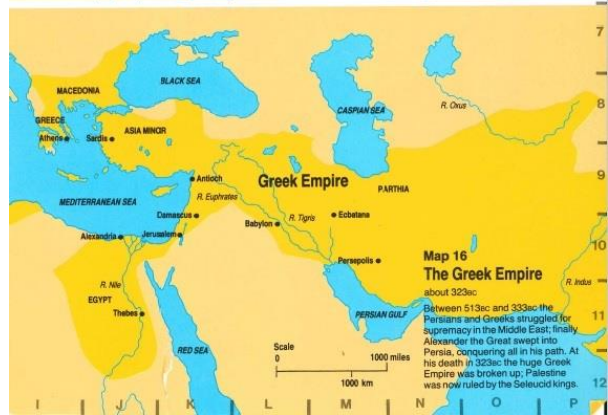 7
BLACK SEA
MACEDONIA
CASPIAN SEA
R. Oxus
8
GREECE
ASIA MINOR
Athens
Sardis
9
Antioch
Greek Empire
PARTHIA
MEDITERRANEAN SEA
R. Euphrates
Damascus
Babylon
R. Tigris
Ecbatana
Alexandria
Jerusalem
10
Persepolis
Map 16
The Greek Empire
about 323BC
R. Nile
R. Indus
EGYPT
Thebes
PERSIAN GULF
11
Between 513BC and 333BC the
Persians and Greeks struggled for
supremacy in the Middle East; finally
Alexander the Great swept into
Persia, conquering all in his path. At
his death in 323BC the huge Greek
Empire was broken up; Palestine
was now ruled by the Seleucid kings.
RED SEA
Scale
0
1000 miles
0
1000 km
12
I
J
K
L
M
N
O
P